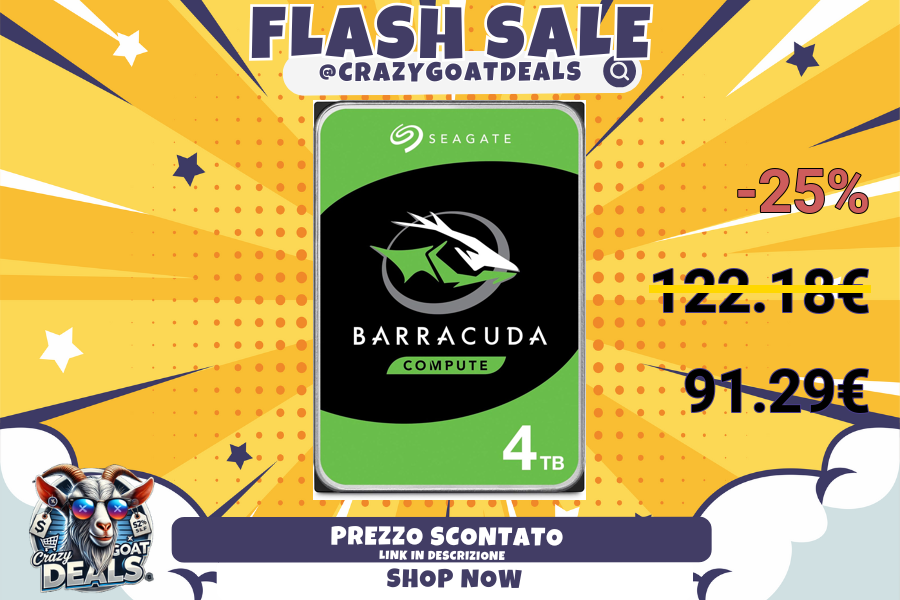 FLASH SALE
@CRAZYGOATDEALS
SEAGATE
-25%
122.18€
BARRACUDA
COMPUTE
91.29€
4TB
$
52%
Crazy
GOAT
DEALS
PREZZO SCONTATO
LINK IN DESCRIZIONE
SHOP NOW